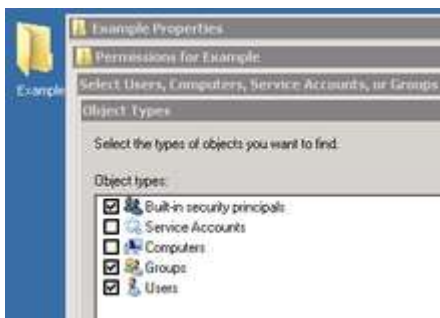 Example Properties
Permissions for Example
Example
Select Users, Computers, Service Accounts, or Groups
Object Types
Select the types of objects you want to find.
Object types:
Built-in security principals
Service Accounts
Computers
Groups
Users